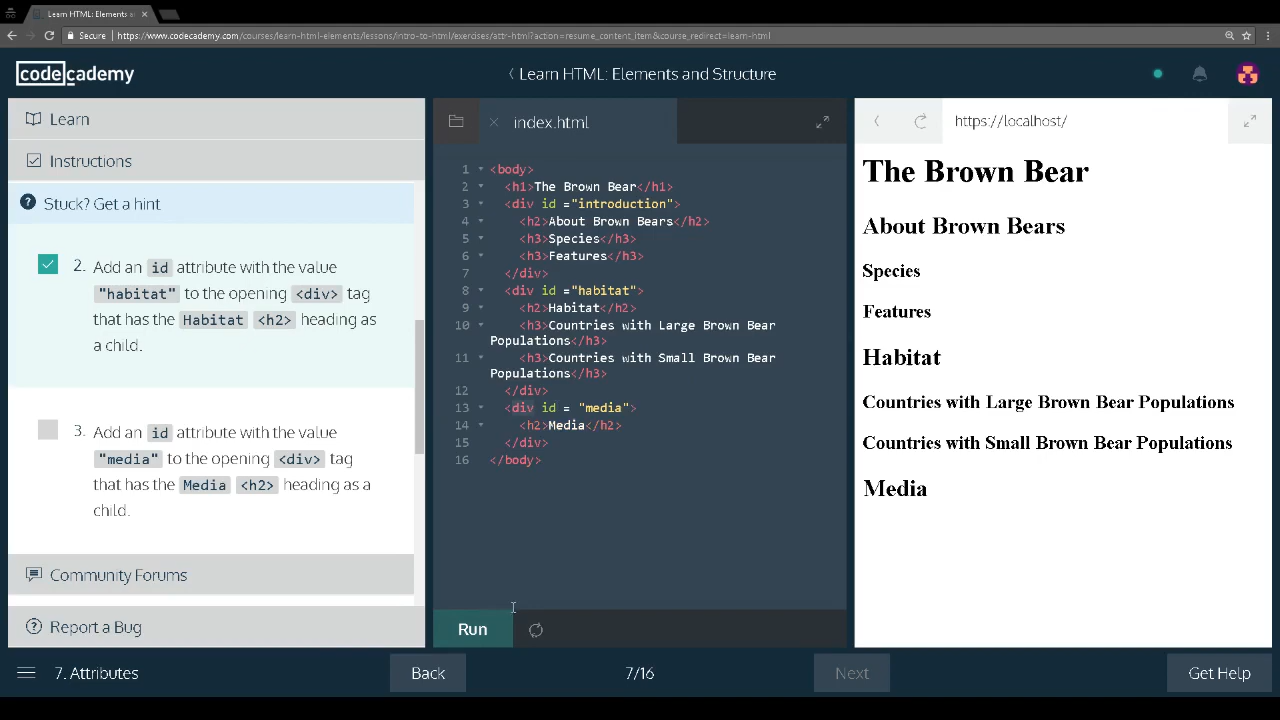 Learn HTML: Elements a
Secure
https://www.codecademy.com/courses/learn-html-elements/lessons/intro-to-html/exercises/attr-html?action=resume_content_item&course_redirect=learn-html
codecademy
Learn HTML: Elements and Structure
Learn
Instructions
Stuck? Get a hint
2. Add an id attribute with the value
"habitat" to the opening <div> tag
that has the Habitat <h2> heading as
a child.
3. Add an id attribute with the value
"media" to the opening <div> tag
that has the Media <h2> heading as a
child.
Community Forums
Report a Bug
index.html
1 <body>
2 <h1>The Brown Bear</h1>
3 <div id ="introduction">
4 <h2>About Brown Bears</h2>
5 <h3>Species</h3>
6 <h3>Features</h3>
7 </div>
8 <div id ="habitat">
9 <h2>Habitat</h2>
10 <h3>Countries with Large Brown Bear
Populations</h3>
11 <h3>Countries with Small Brown Bear
Populations</h3>
12 </div>
13 <div id = "media">
14 <h2>Media</h2>
15 </div>
16 </body>
Run
https://localhost/
The Brown Bear
About Brown Bears
Species
Features
Habitat
Countries with Large Brown Bear Populations
Countries with Small Brown Bear Populations
Media
7. Attributes
Back
7/16
Next
Get Help